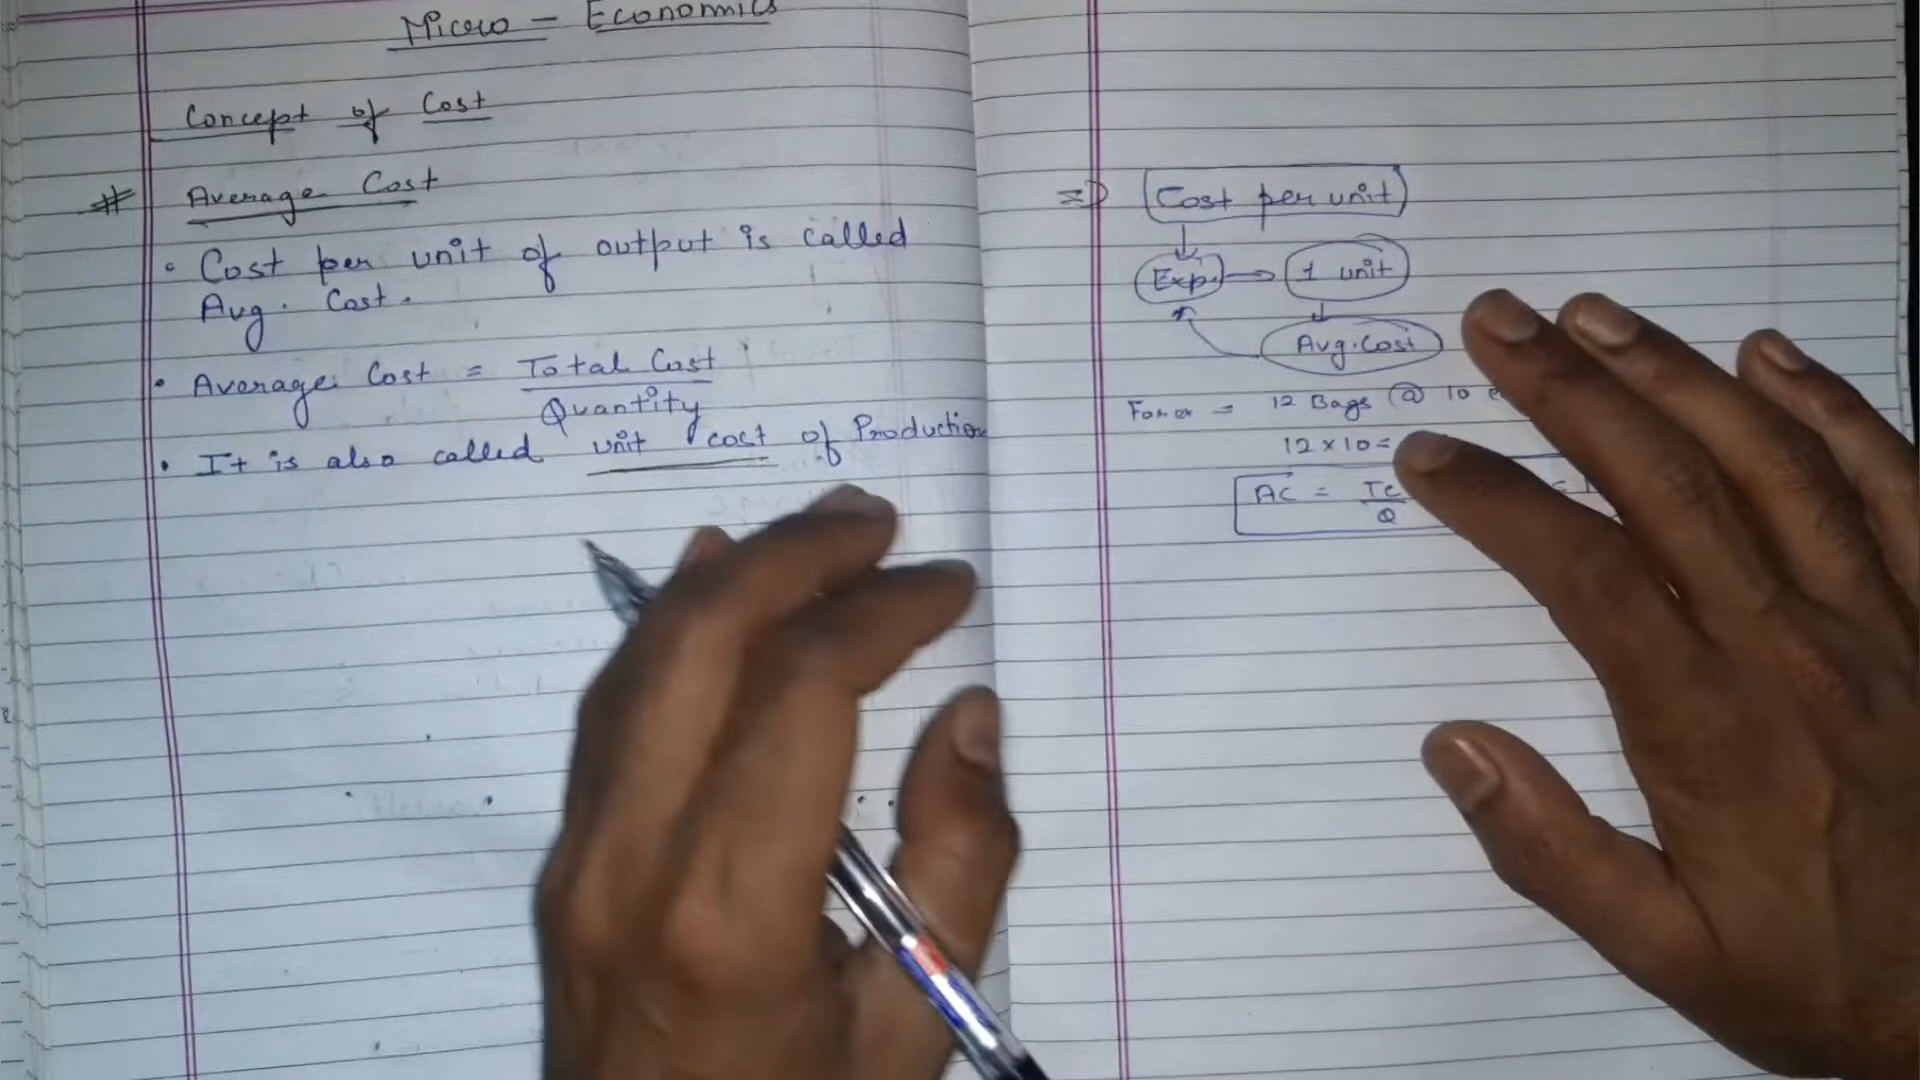 Micro - Economics
Concept of Cost
# Average Cost
• Cost per unit of output is called
Avg. Cost.
• Average Cost = Total Cost
Quantity
• It is also called unit cost of Production
=> Cost per unit
Exp. 1 unit
Avg. Cost
For ex = 12 Bags @ 10
12 x 10 =
AC = TC
Q